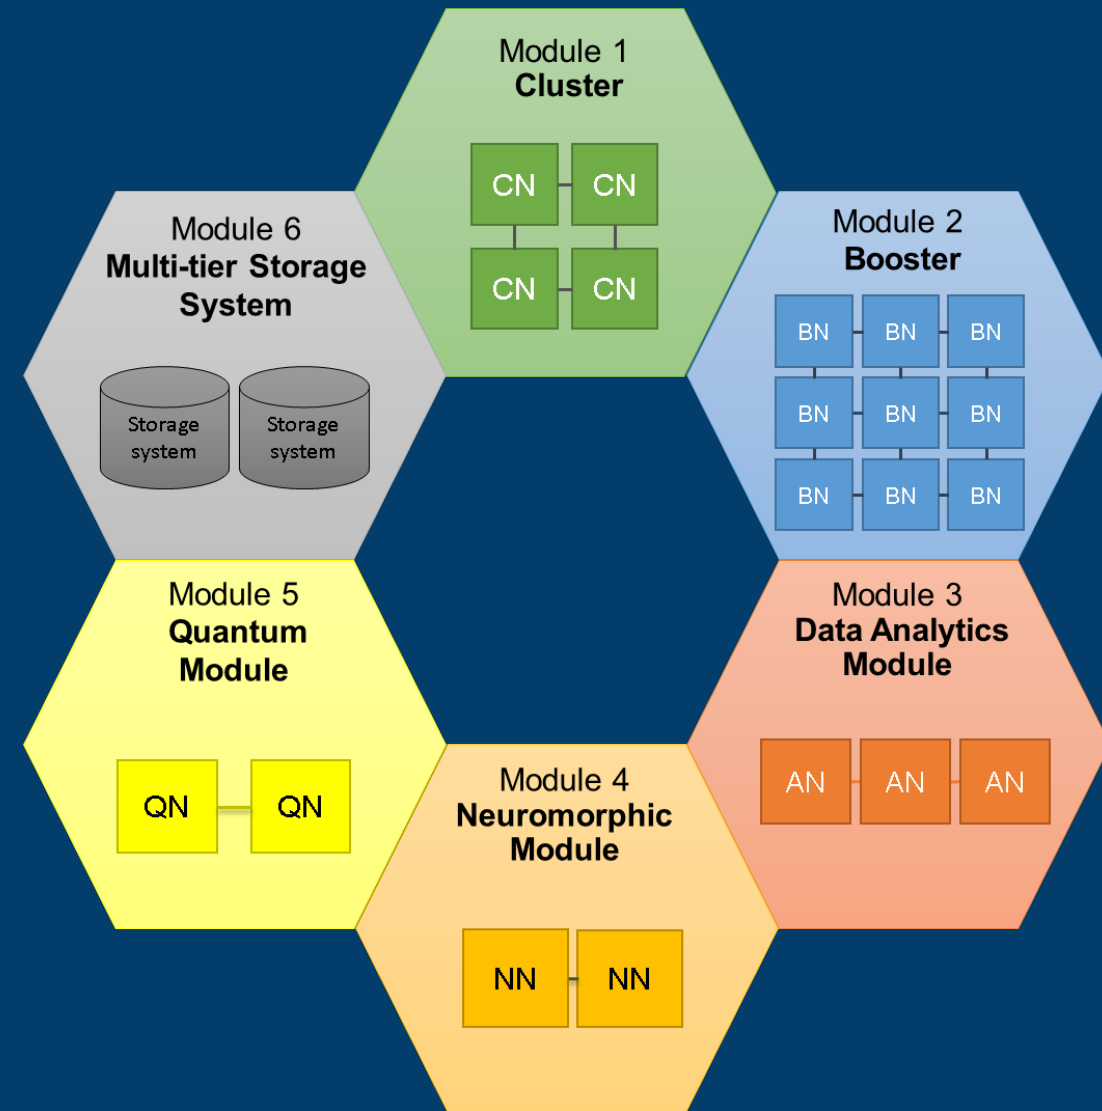 Module 1
Cluster
CN CN
CN CN
Module 2
Booster
BN BN BN
BN BN BN
BN BN BN
Module 3
Data Analytics
Module
AN AN AN
Module 4
Neuromorphic
Module
NN NN
Module 5
Quantum
Module
QN QN
Module 6
Multi-tier Storage
System
Storage
system
Storage
system